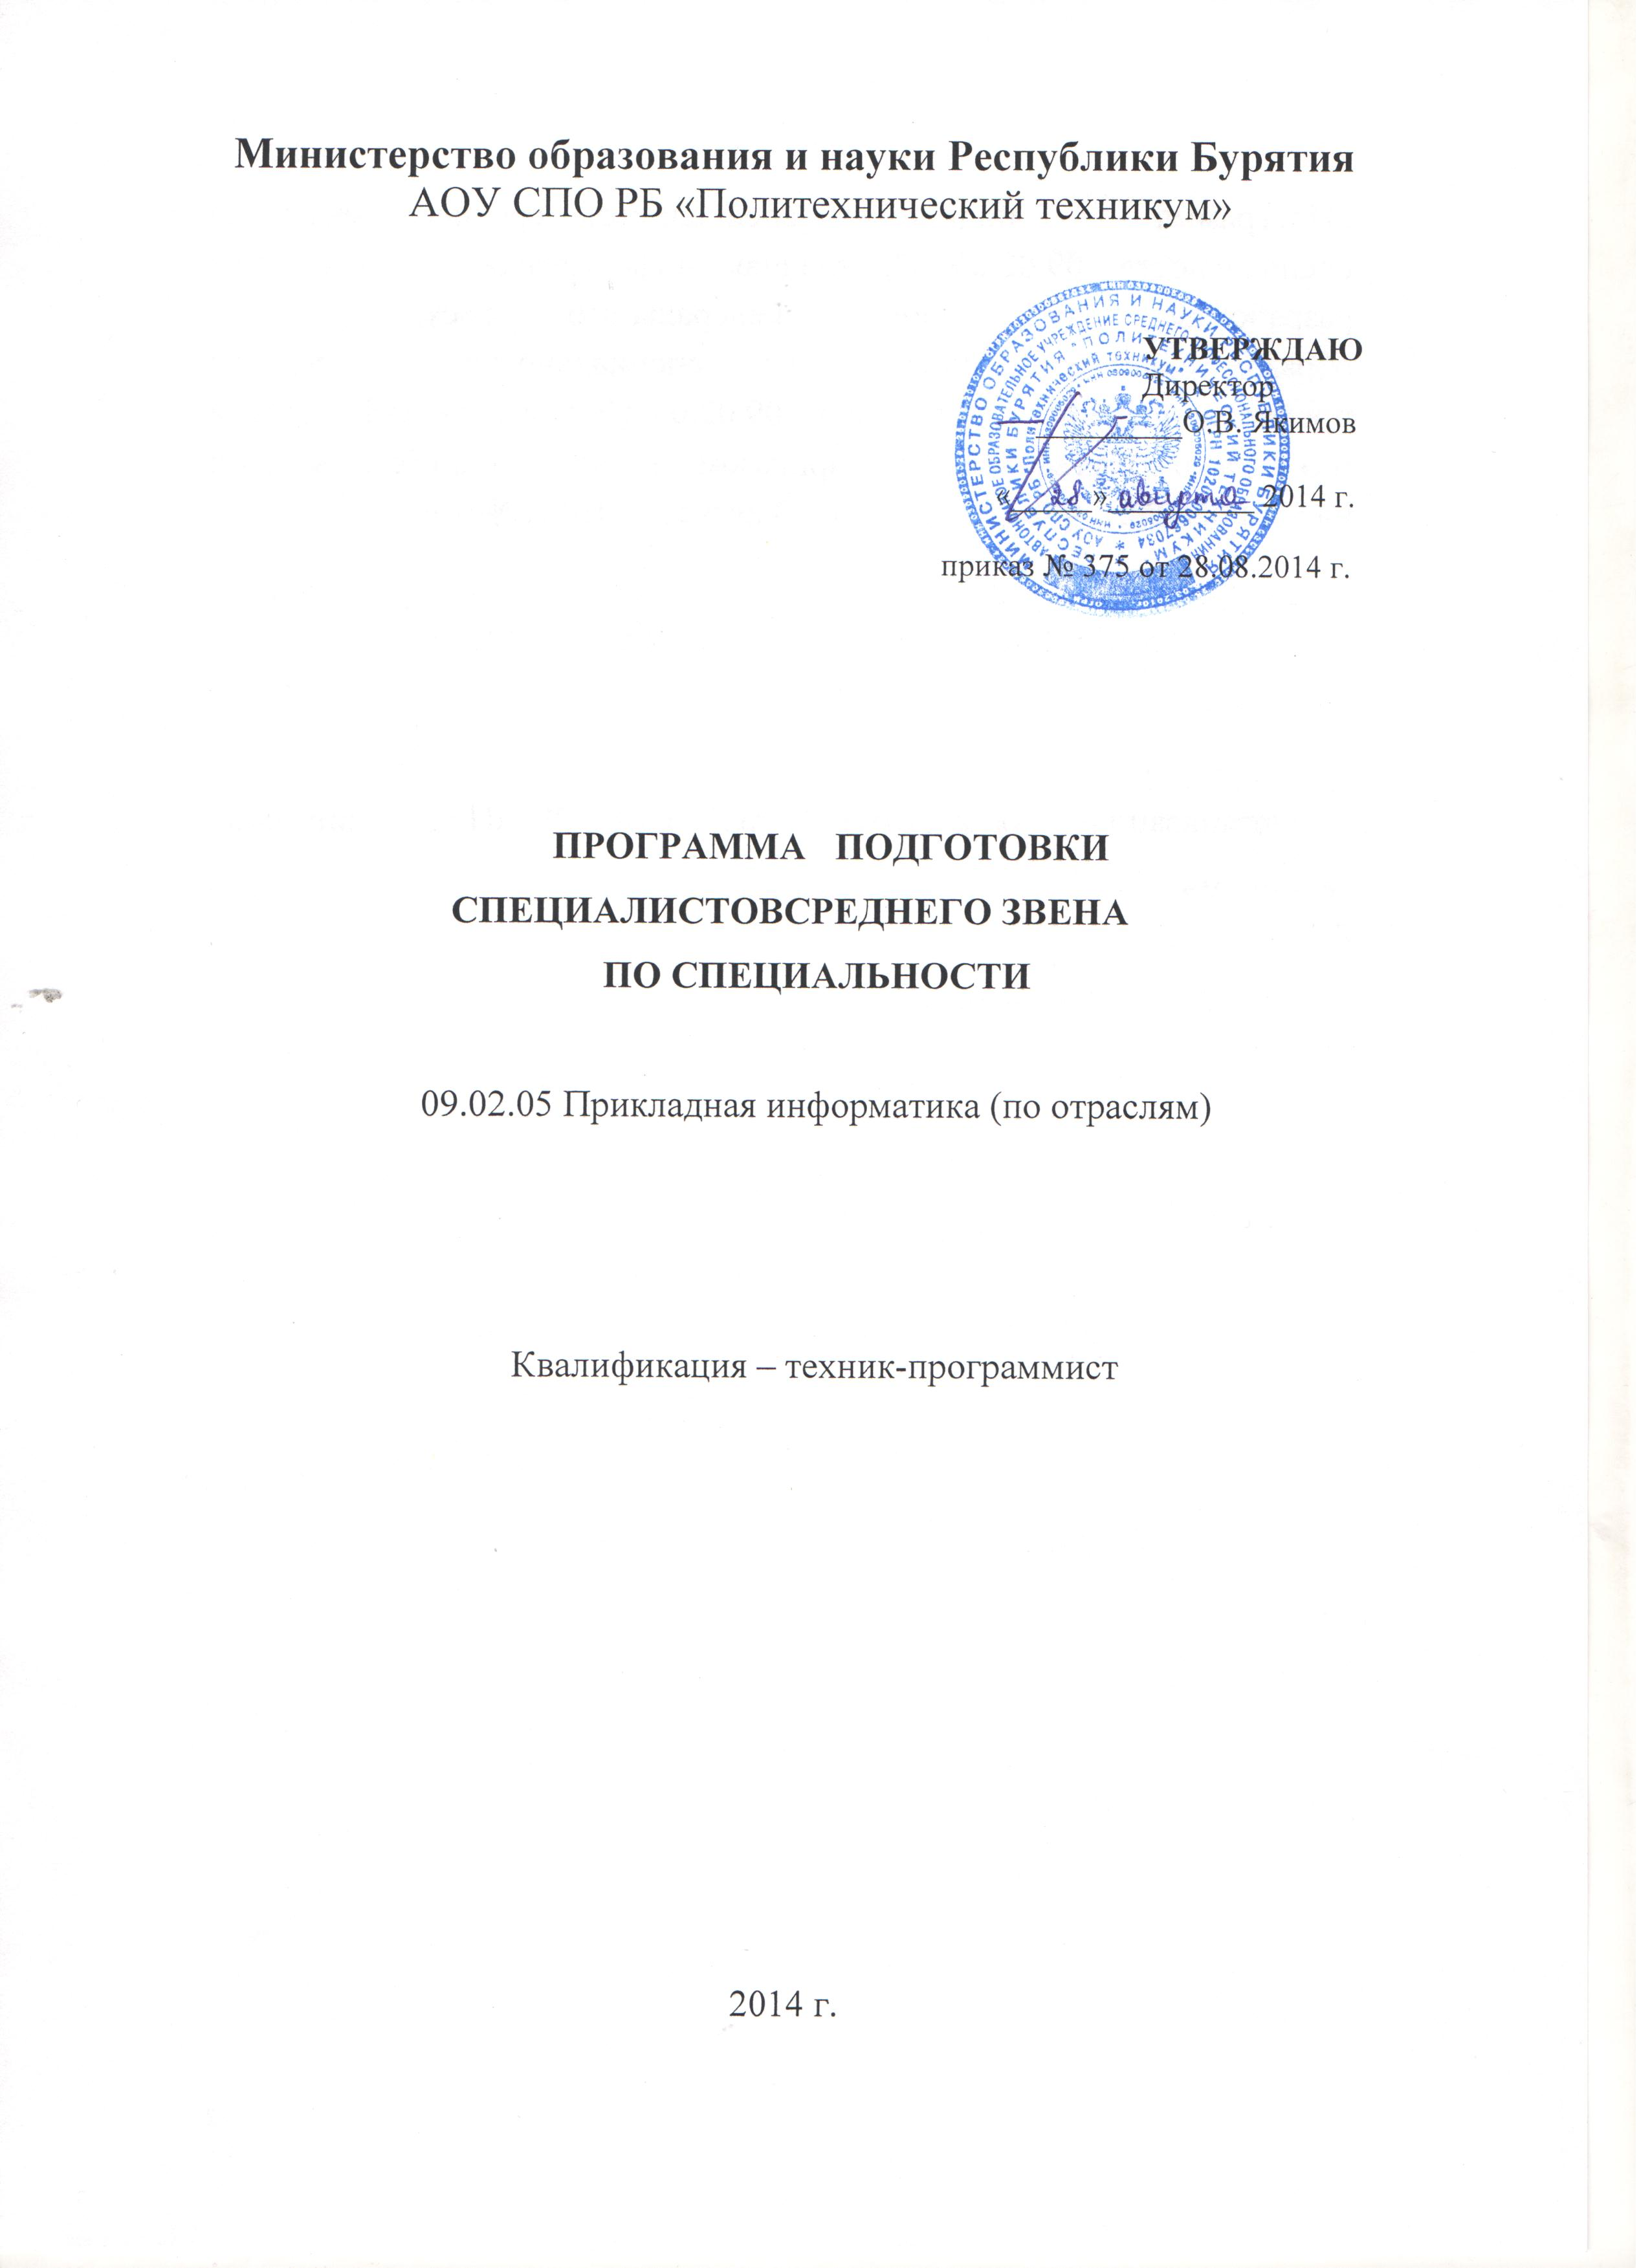 Министерство образования и науки Республики Бурятия
АОУ СПО РБ «Политехнический техникум»
УТВЕРЖДАЮ
Директор
____________О.В. Якимов
«__28_» августа 2014 г.
приказ № 375 от 28.08.2014 г.
ПРОГРАММА ПОДГОТОВКИ
СПЕЦИАЛИСТОВСРЕДНЕГО ЗВЕНА
ПО СПЕЦИАЛЬНОСТИ
09.02.05 Прикладная информатика (по отраслям)
Квалификация – техник-программист
2014 г.